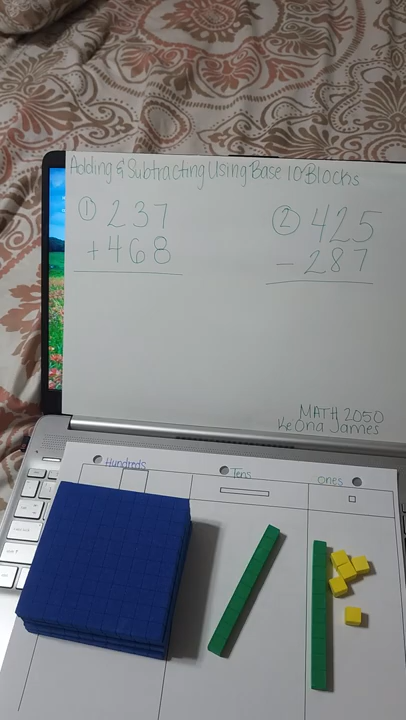 Adding & Subtracting Using Base 10 Blocks
① 237
+468
② 425
- 287
MATH 2050
KeOna James
Hundreds
Tens
Ones